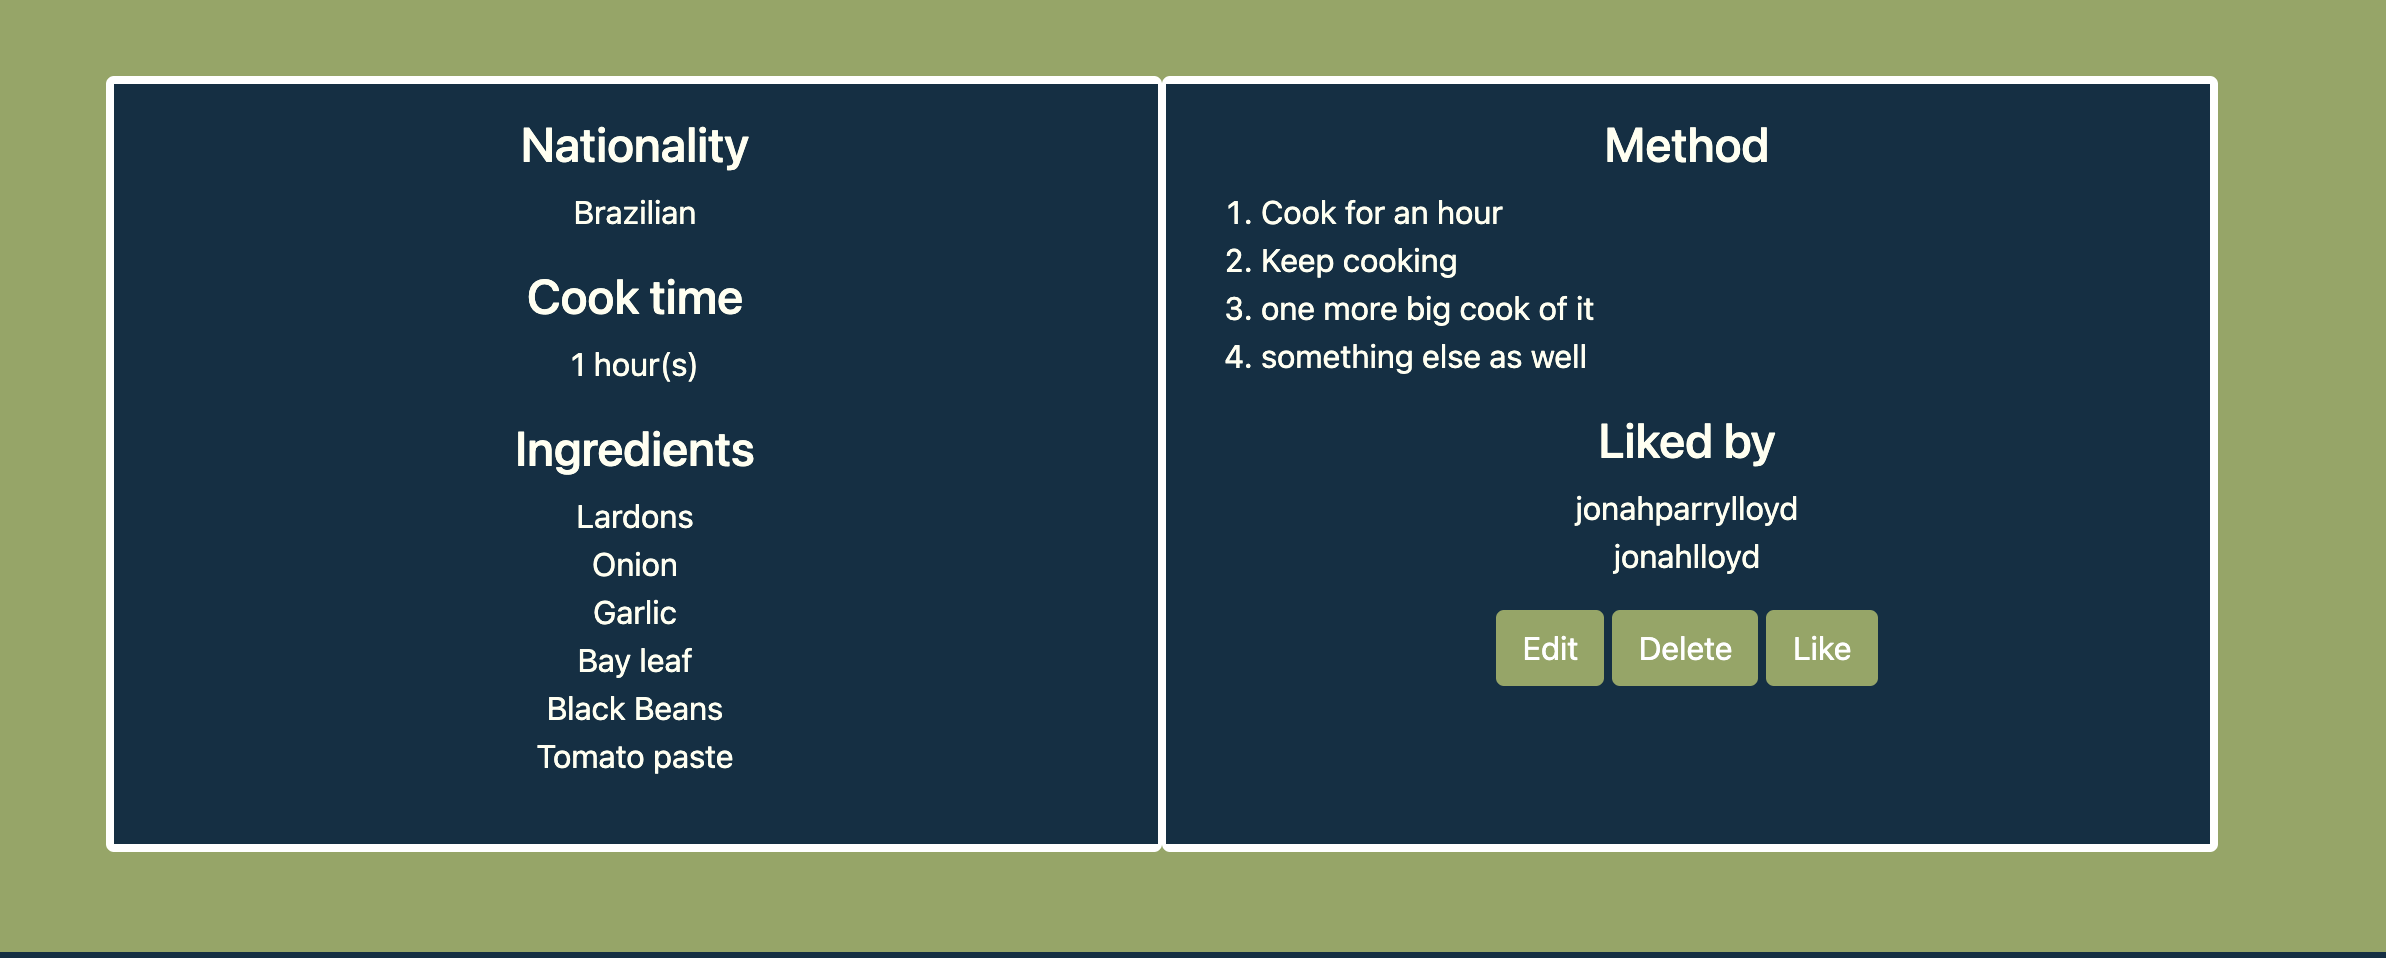 Nationality
Brazilian
Cook time
1 hour(s)
Ingredients
Lardons
Onion
Garlic
Bay leaf
Black Beans
Tomato paste
Method
1. Cook for an hour
2. Keep cooking
3. one more big cook of it
4. something else as well
Liked by
jonahparrylloyd
jonahlloyd
Edit Delete Like